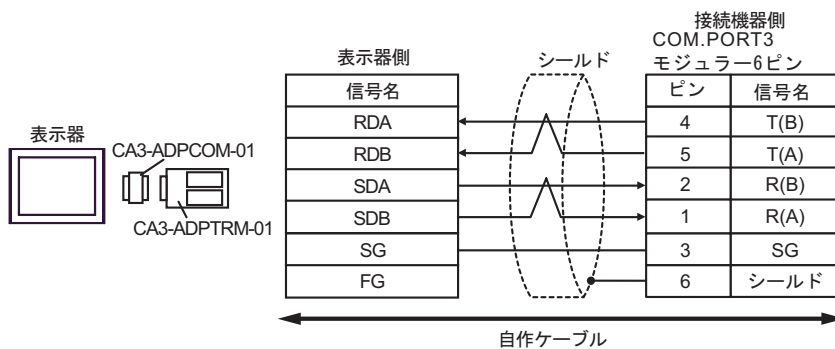 接続機器側
COM.PORT3
モジュラー6ピン
表示器側
シールド
信号名
ピン 信号名
RDA 4 T(B)
RDB 5 T(A)
SDA 2 R(B)
SDB 1 R(A)
SG 3 SG
FG 6 シールド
表示器
CA3-ADPCOM-01
CA3-ADPTRM-01
自作ケーブル